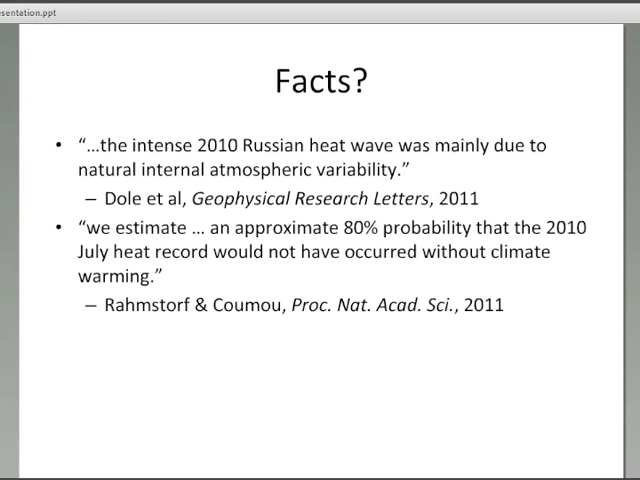 esentation.ppt
Facts?
• “…the intense 2010 Russian heat wave was mainly due to
natural internal atmospheric variability.”
– Dole et al, Geophysical Research Letters, 2011
• “we estimate … an approximate 80% probability that the 2010
July heat record would not have occurred without climate
warming.”
– Rahmstorf & Coumou, Proc. Nat. Acad. Sci., 2011